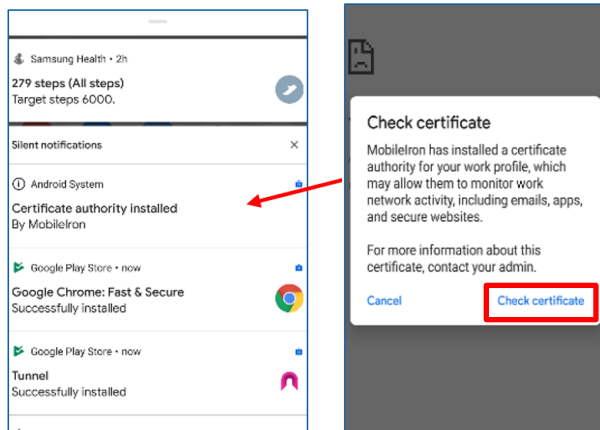 Samsung Health • 2h
279 steps (All steps)
Target steps 6000.
Silent notifications
Android System
Certificate authority installed
By MobileIron
Google Play Store • now
Google Chrome: Fast & Secure
Successfully installed
Google Play Store • now
Tunnel
Successfully installed
Check certificate
MobileIron has installed a certificate
authority for your work profile, which
may allow them to monitor work
network activity, including emails, apps,
and secure websites.
For more information about this
certificate, contact your admin.
Cancel
Check certificate